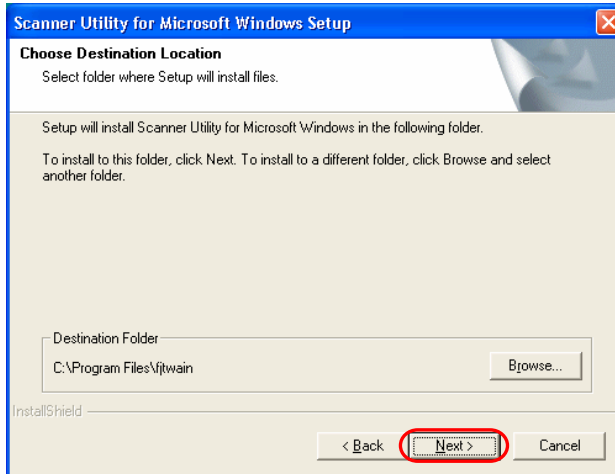 Scanner Utility for Microsoft Windows Setup
Choose Destination Location
Select folder where Setup will install files.
Setup will install Scanner Utility for Microsoft Windows in the following folder.
To install to this folder, click Next. To install to a different folder, click Browse and select
another folder.
Destination Folder
C:\Program Files\fjtwain
Browse...
InstallShield
< Back
Next >
Cancel